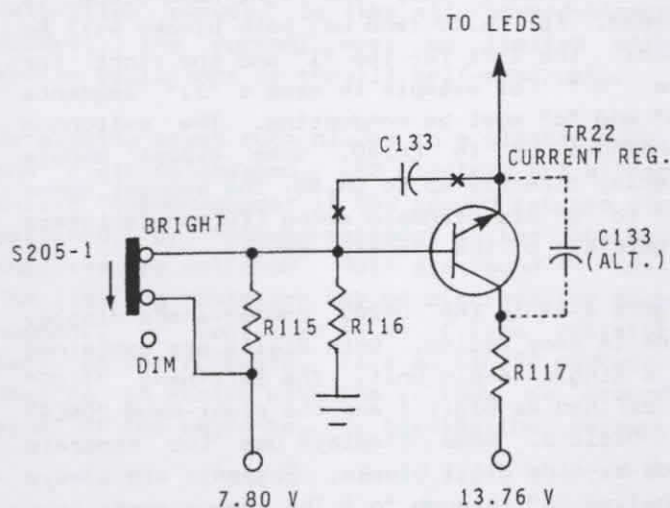 TO LEDS
C133
TR22
CURRENT REG.
BRIGHT
S205-1
C133
(ALT.)
R115
R116
DIM
R117
7.80 V
13.76 V